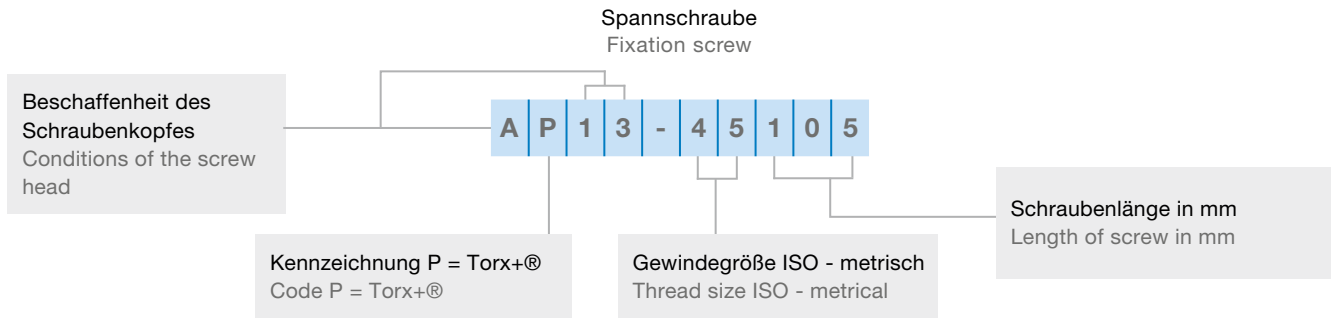 Spannschraube
Fixation screw
Beschaffenheit des
Schraubenkopfes
Conditions of the screw
head
A P 1 3 - 4 5 1 0 5
Schraubenlänge in mm
Length of screw in mm
Kennzeichnung P = Torx+®
Code P = Torx+®
Gewindegröße ISO - metrisch
Thread size ISO - metrical